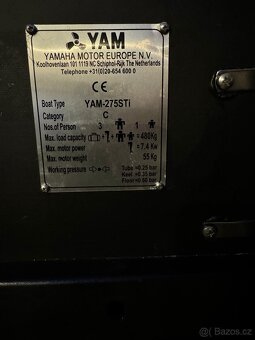 YAM
YAMAHA MOTOR EUROPE N.V
Koolhovenlaan 101 1119 NC Schiphol-Rijk The Netherlands
Telephone +31(0)20-654 600 0
CE
Boat Type YAM-275STi
Category C
Nos.of Person 3 1
Max. load capacity + + = 480Kg
Max. motor power = 7.4 Kw
Max. motor weight 55 Kg
Working pressure Tube =0.25 bar
Keel =0.35 bar
Floor =0.60 bar
Bazoš.cz